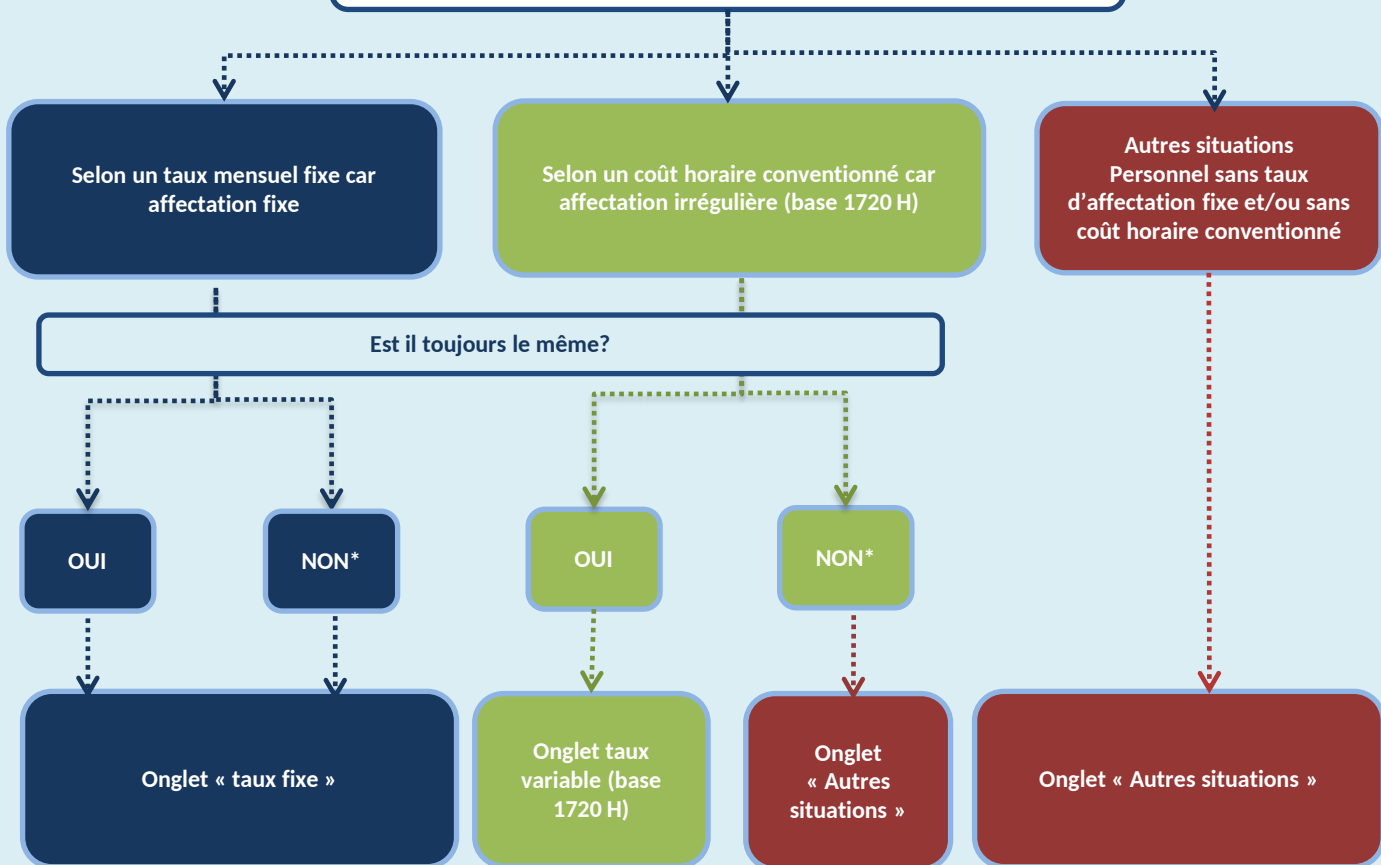 Selon un taux mensuel fixe car
affectation fixe
Selon un coût horaire conventionné car
affectation irrégulière (base 1720 H)
Autres situations
Personnel sans taux
d’affectation fixe et/ou sans
coût horaire conventionné
Est il toujours le même?
OUI
NON*
OUI
NON*
Onglet « taux fixe »
Onglet taux
variable (base
1720 H)
Onglet
« Autres
situations »
Onglet « Autres situations »